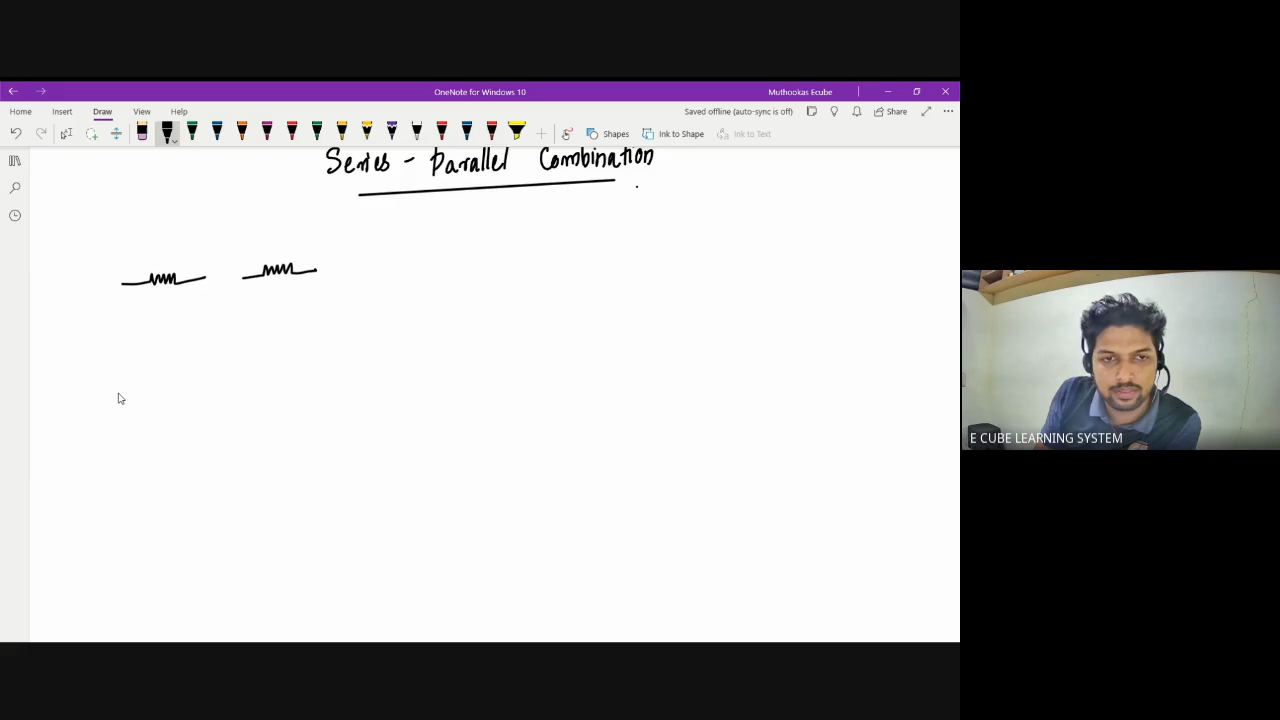 OneNote for Windows 10
Muthookas Ecube
Home Insert Draw View Help
Saved offline (auto-sync is off)
Share
Shapes
Ink to Shape
Ink to Text
Series - Parallel Combination
E CUBE LEARNING SYSTEM